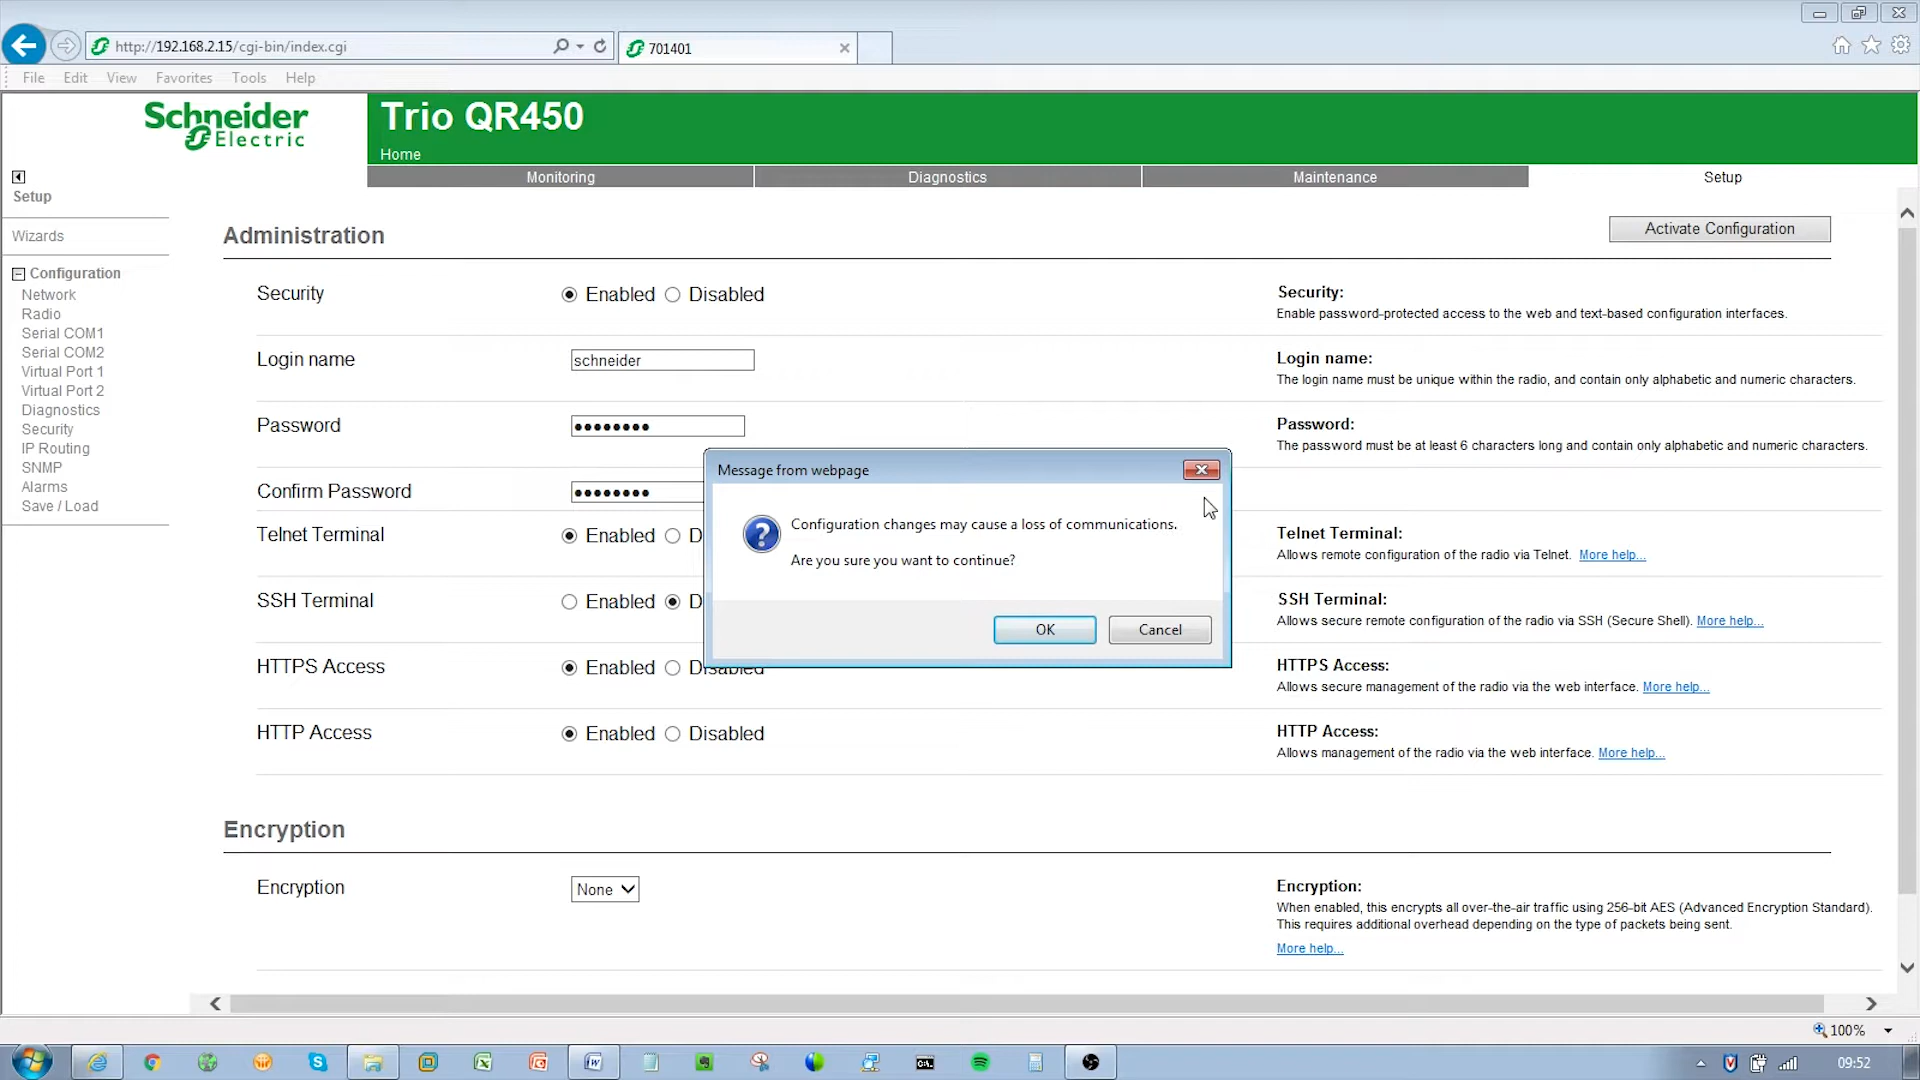 http://192.168.2.15/cgi-bin/index.cgi
701401
File Edit View Favorites Tools Help
Schneider
Electric
Trio QR450
Home
Monitoring Diagnostics Maintenance Setup
Setup
Wizards
Configuration
Network
Radio
Serial COM1
Serial COM2
Virtual Port 1
Virtual Port 2
Diagnostics
Security
IP Routing
SNMP
Alarms
Save / Load
Administration
Activate Configuration
Security Enabled Disabled
Security:
Enable password-protected access to the web and text-based configuration interfaces.
Login name schneider
Login name:
The login name must be unique within the radio, and contain only alphabetic and numeric characters.
Password ●●●●●●●●
Password:
The password must be at least 6 characters long and contain only alphabetic and numeric characters.
Confirm Password ●●●●●●●●
Telnet Terminal Enabled D
Telnet Terminal:
Allows remote configuration of the radio via Telnet. More help...
SSH Terminal Enabled D
SSH Terminal:
Allows secure remote configuration of the radio via SSH (Secure Shell). More help...
HTTPS Access Enabled Disabled
HTTPS Access:
Allows secure management of the radio via the web interface. More help...
HTTP Access Enabled Disabled
HTTP Access:
Allows management of the radio via the web interface. More help...
Message from webpage
Configuration changes may cause a loss of communications.
Are you sure you want to continue?
OK Cancel
Encryption
Encryption None
Encryption:
When enabled, this encrypts all over-the-air traffic using 256-bit AES (Advanced Encryption Standard).
This requires additional overhead depending on the type of packets being sent.
More help...
100%
09:52